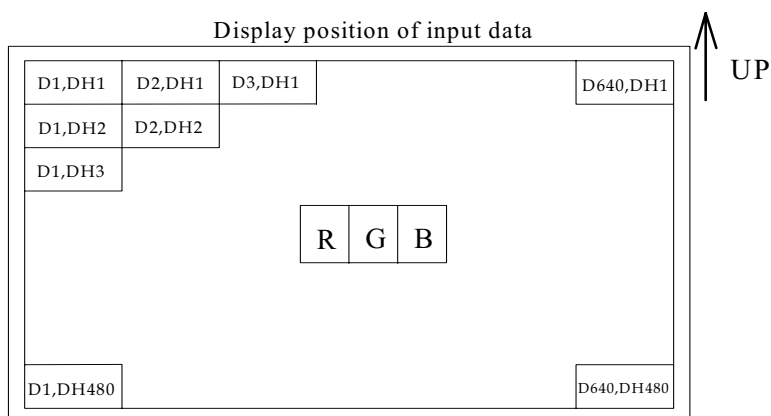 Display position of input data
UP
D1,DH1 D2,DH1 D3,DH1 D640,DH1
D1,DH2 D2,DH2
D1,DH3
R G B
D1,DH480 D640,DH480